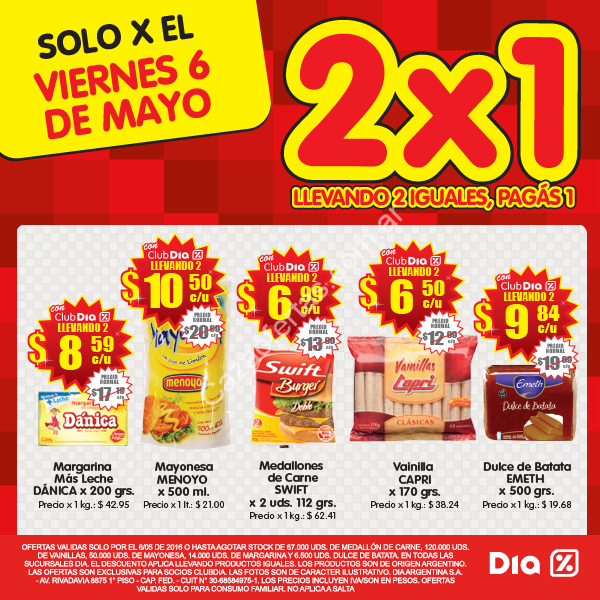 SOLO X EL
VIERNES 6
DE MAYO
2x1
LLEVANDO 2 IGUALES, PAGÁS 1
con
Club DIA %
LLEVANDO 2
$ 8 59 c/u
PRECIO NORMAL
$17.18 c/u
Dánica
Margarina
Más Leche
DÁNICA x 200 grs.
Precio x 1 kg.: $ 42.95
con
Club DIA %
LLEVANDO 2
$ 10 50 c/u
PRECIO NORMAL
menoyo
Mayonesa
MENOYO
x 500 ml.
Precio x 1 lt.: $ 21.00
con
Club DIA %
LLEVANDO 2
$ 6 99 c/u
PRECIO NORMAL
Swift
Burger
Doble
Medallones
de Carne
SWIFT
x 2 uds. 112 grs.
Precio x 1 kg.: $ 62.41
con
Club DIA %
LLEVANDO 2
$ 6 50 c/u
PRECIO NORMAL
Vainillas
Capri
CLÁSICAS
Vainilla
CAPRI
x 170 grs.
Precio x 1 kg.: $ 38.24
con
Club DIA %
LLEVANDO 2
$ 9 84 c/u
PRECIO NORMAL
Emeth
Dulce de Batata
Dulce de Batata
EMETH
x 500 grs.
Precio x 1 kg.: $ 19.68
OFERTAS VALIDAS SOLO POR EL 6/05 DE 2016 O HASTA AGOTAR STOCK DE 67.000 UDS. DE MEDALLÓN DE CARNE, 120.000 UDS.
DE VAINILLAS, 50.000 UDS. DE MAYONESA, 14.000 UDS. DE MARGARINA Y 6.500 UDS. DULCE DE BATATA. EN TODAS LAS
SUCURSALES DIA. EL DESCUENTO APLICA LLEVANDO PRODUCTOS IGUALES. LOS PRODUCTOS SON DE ORIGEN ARGENTINO.
LAS OFERTAS SON EXCLUSIVAS PARA SOCIOS CLUBDIA. LAS FOTOS SON DE CARACTER ILUSTRATIVO. DIA ARGENTINA S.A.
- AV. RIVADAVIA 8875 1° PISO - CAP. FED. - CUIT N° 30-68584975-1. LOS PRECIOS INCLUYEN IVA/SON EN PESOS. OFERTAS
VALIDAS SOLO PARA CONSUMO FAMILIAR. NO APLICA A SALTA
DIA %